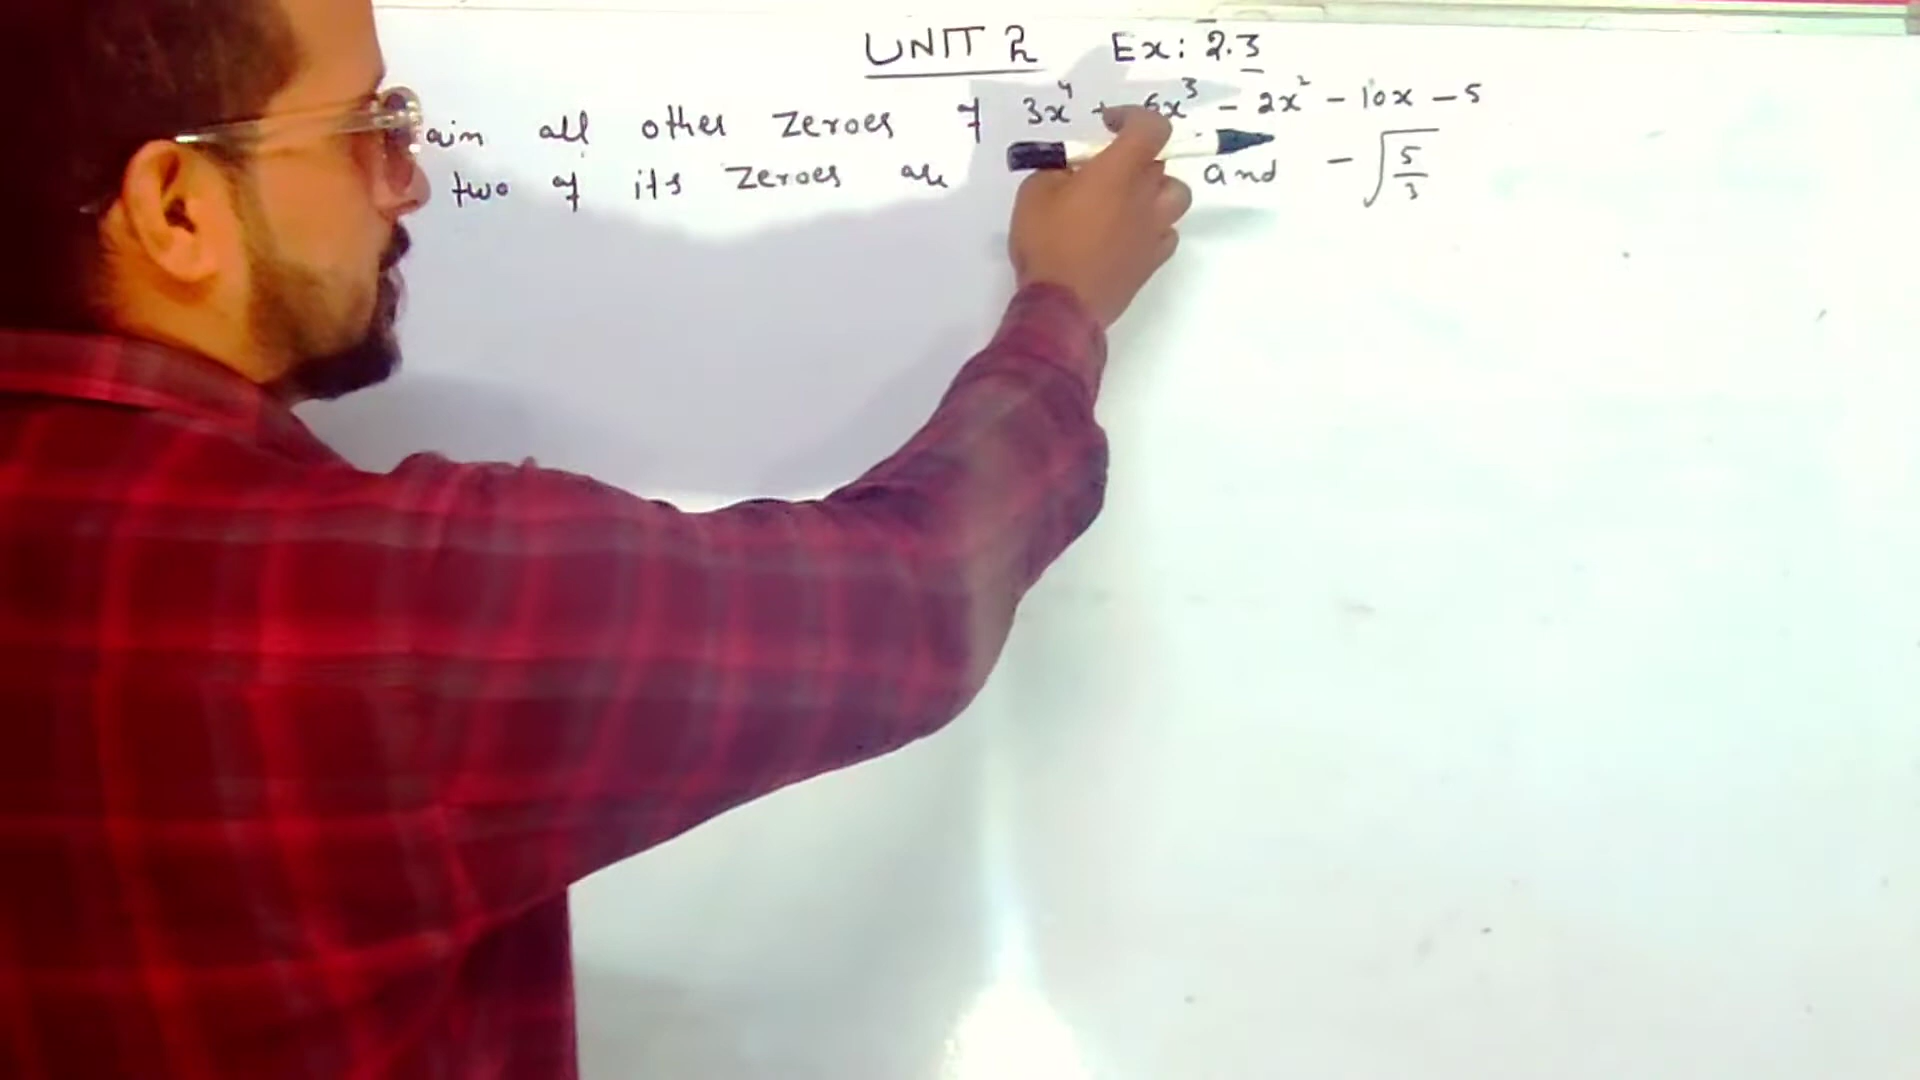 UNIT 2 Ex: 2.3
ain all other zeroes of 3x⁴ + 6x³ - 2x² - 10x - 5
two of its zeroes are and - √5/3